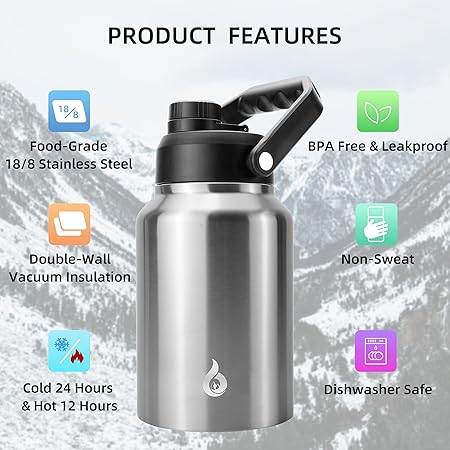 PRODUCT FEATURES
18/8
Food-Grade
18/8 Stainless Steel
BPA Free & Leakproof
Double-Wall
Vacuum Insulation
Non-Sweat
Cold 24 Hours
& Hot 12 Hours
Dishwasher Safe